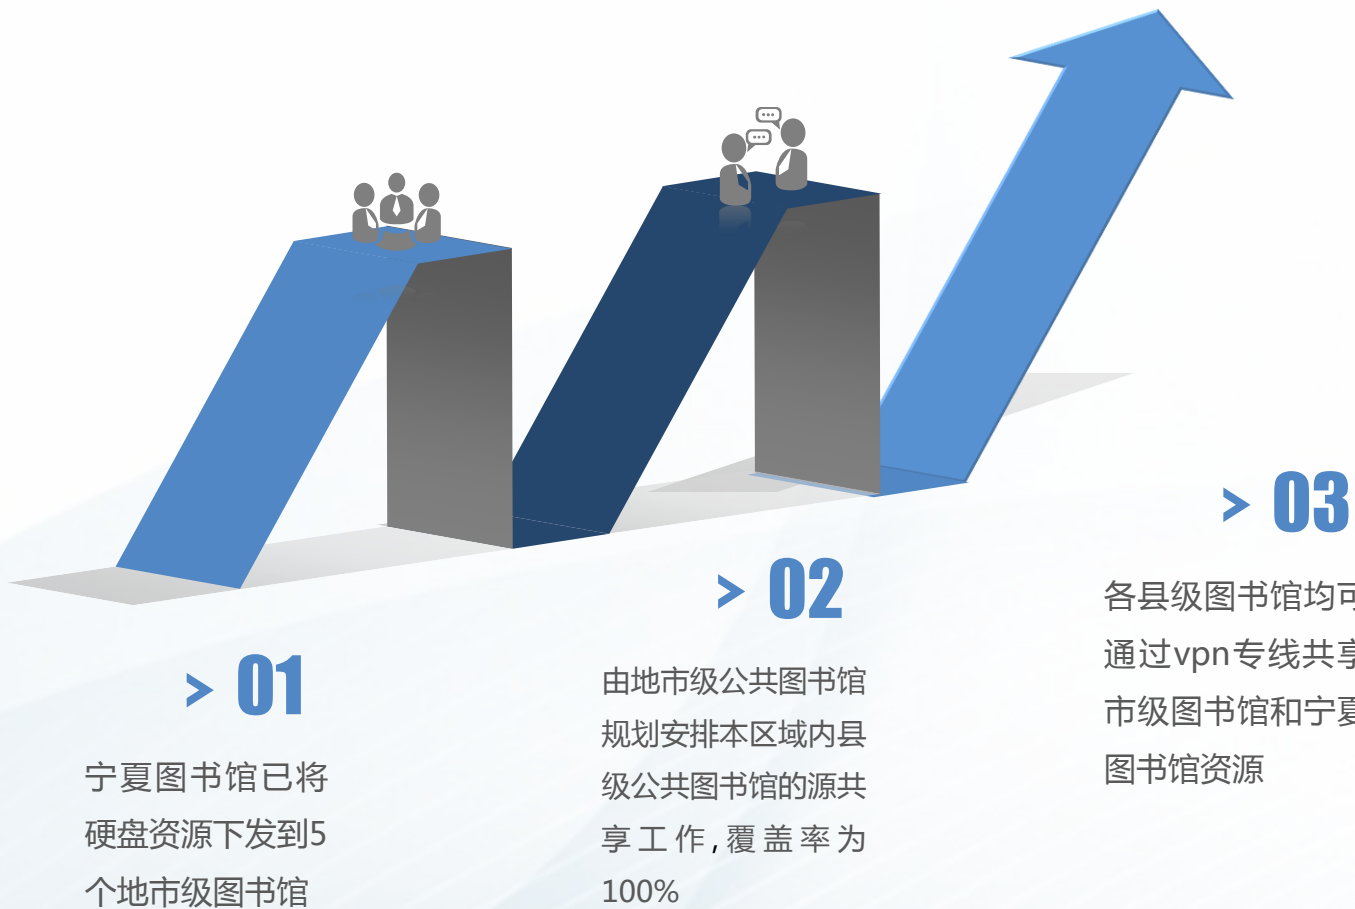 > 01
宁夏图书馆已将
硬盘资源下发到5
个地市级图书馆
> 02
由地市级公共图书馆
规划安排本区域内县
级公共图书馆的源共
享工作,覆盖率为
100%
> 03
各县级图书馆均可
通过vpn专线共享
市级图书馆和宁夏
图书馆资源